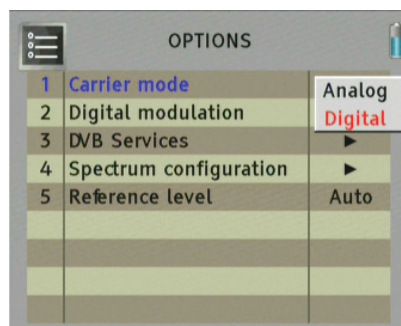 OPTIONS
1 Carrier mode Analog
Digital
2 Digital modulation
3 DVB Services ►
4 Spectrum configuration ►
5 Reference level Auto